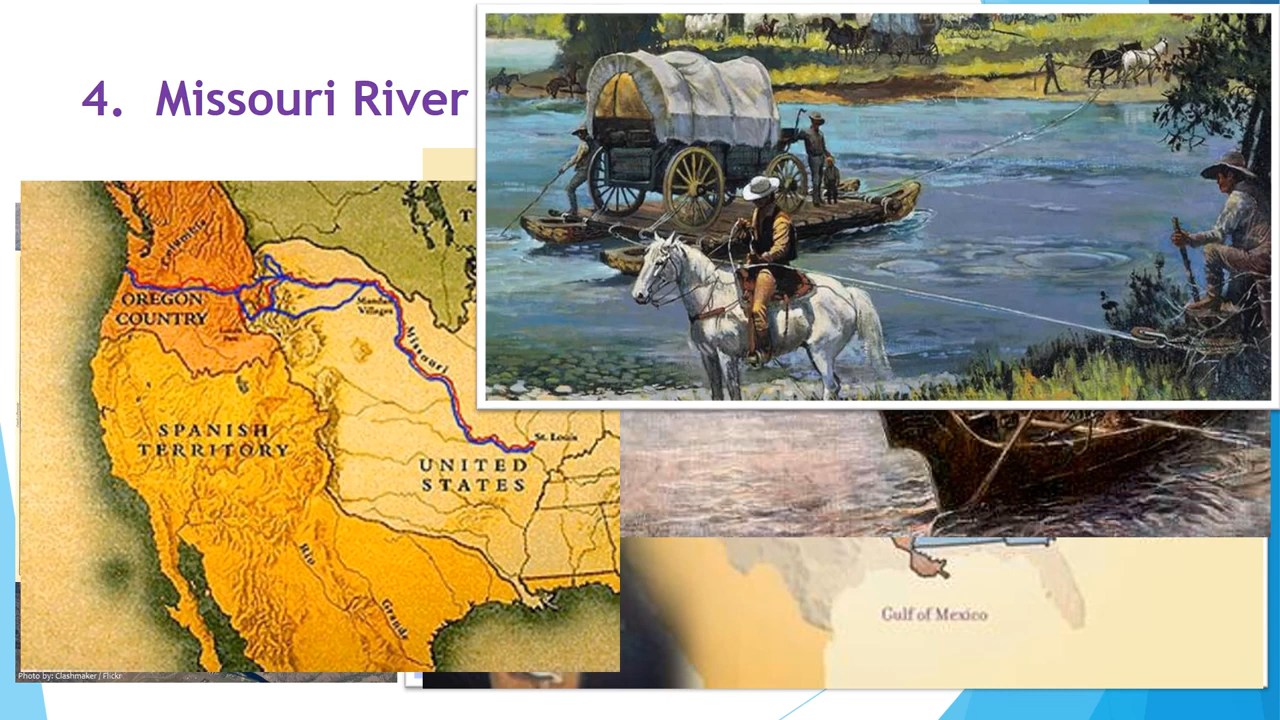 4. Missouri River
Columbia
OREGON
COUNTRY
Mandan
Villages
Missouri
St. Louis
SPANISH
TERRITORY
UNITED
STATES
Rio
Grande
Gulf of Mexico
Photo by: Clashmaker / Flickr